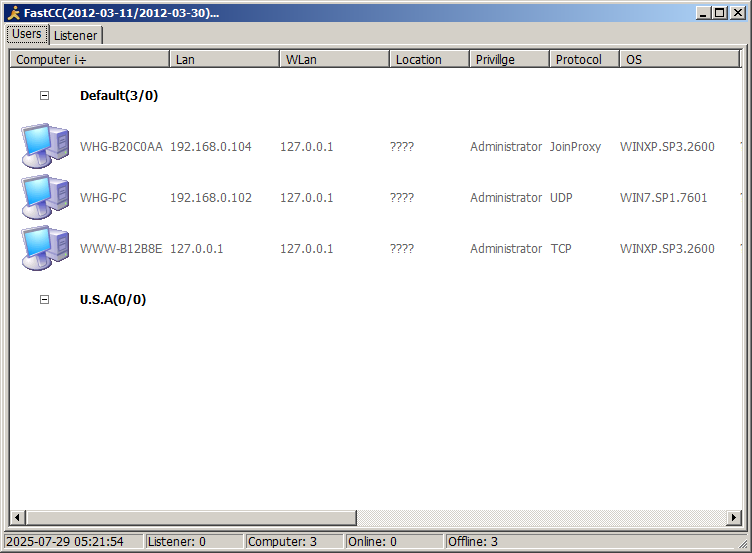 FastCC(2012-03-11/2012-03-30)...
Users Listener
Computer i÷ Lan WLan Location Privillge Protocol OS
Default(3/0)
WHG-B20C0AA 192.168.0.104 127.0.0.1 ???? Administrator JoinProxy WINXP.SP3.2600
WHG-PC 192.168.0.102 127.0.0.1 ???? Administrator UDP WIN7.SP1.7601
WWW-B12B8E 127.0.0.1 127.0.0.1 ???? Administrator TCP WINXP.SP3.2600
U.S.A(0/0)
2025-07-29 05:21:54 Listener: 0 Computer: 3 Online: 0 Offline: 3